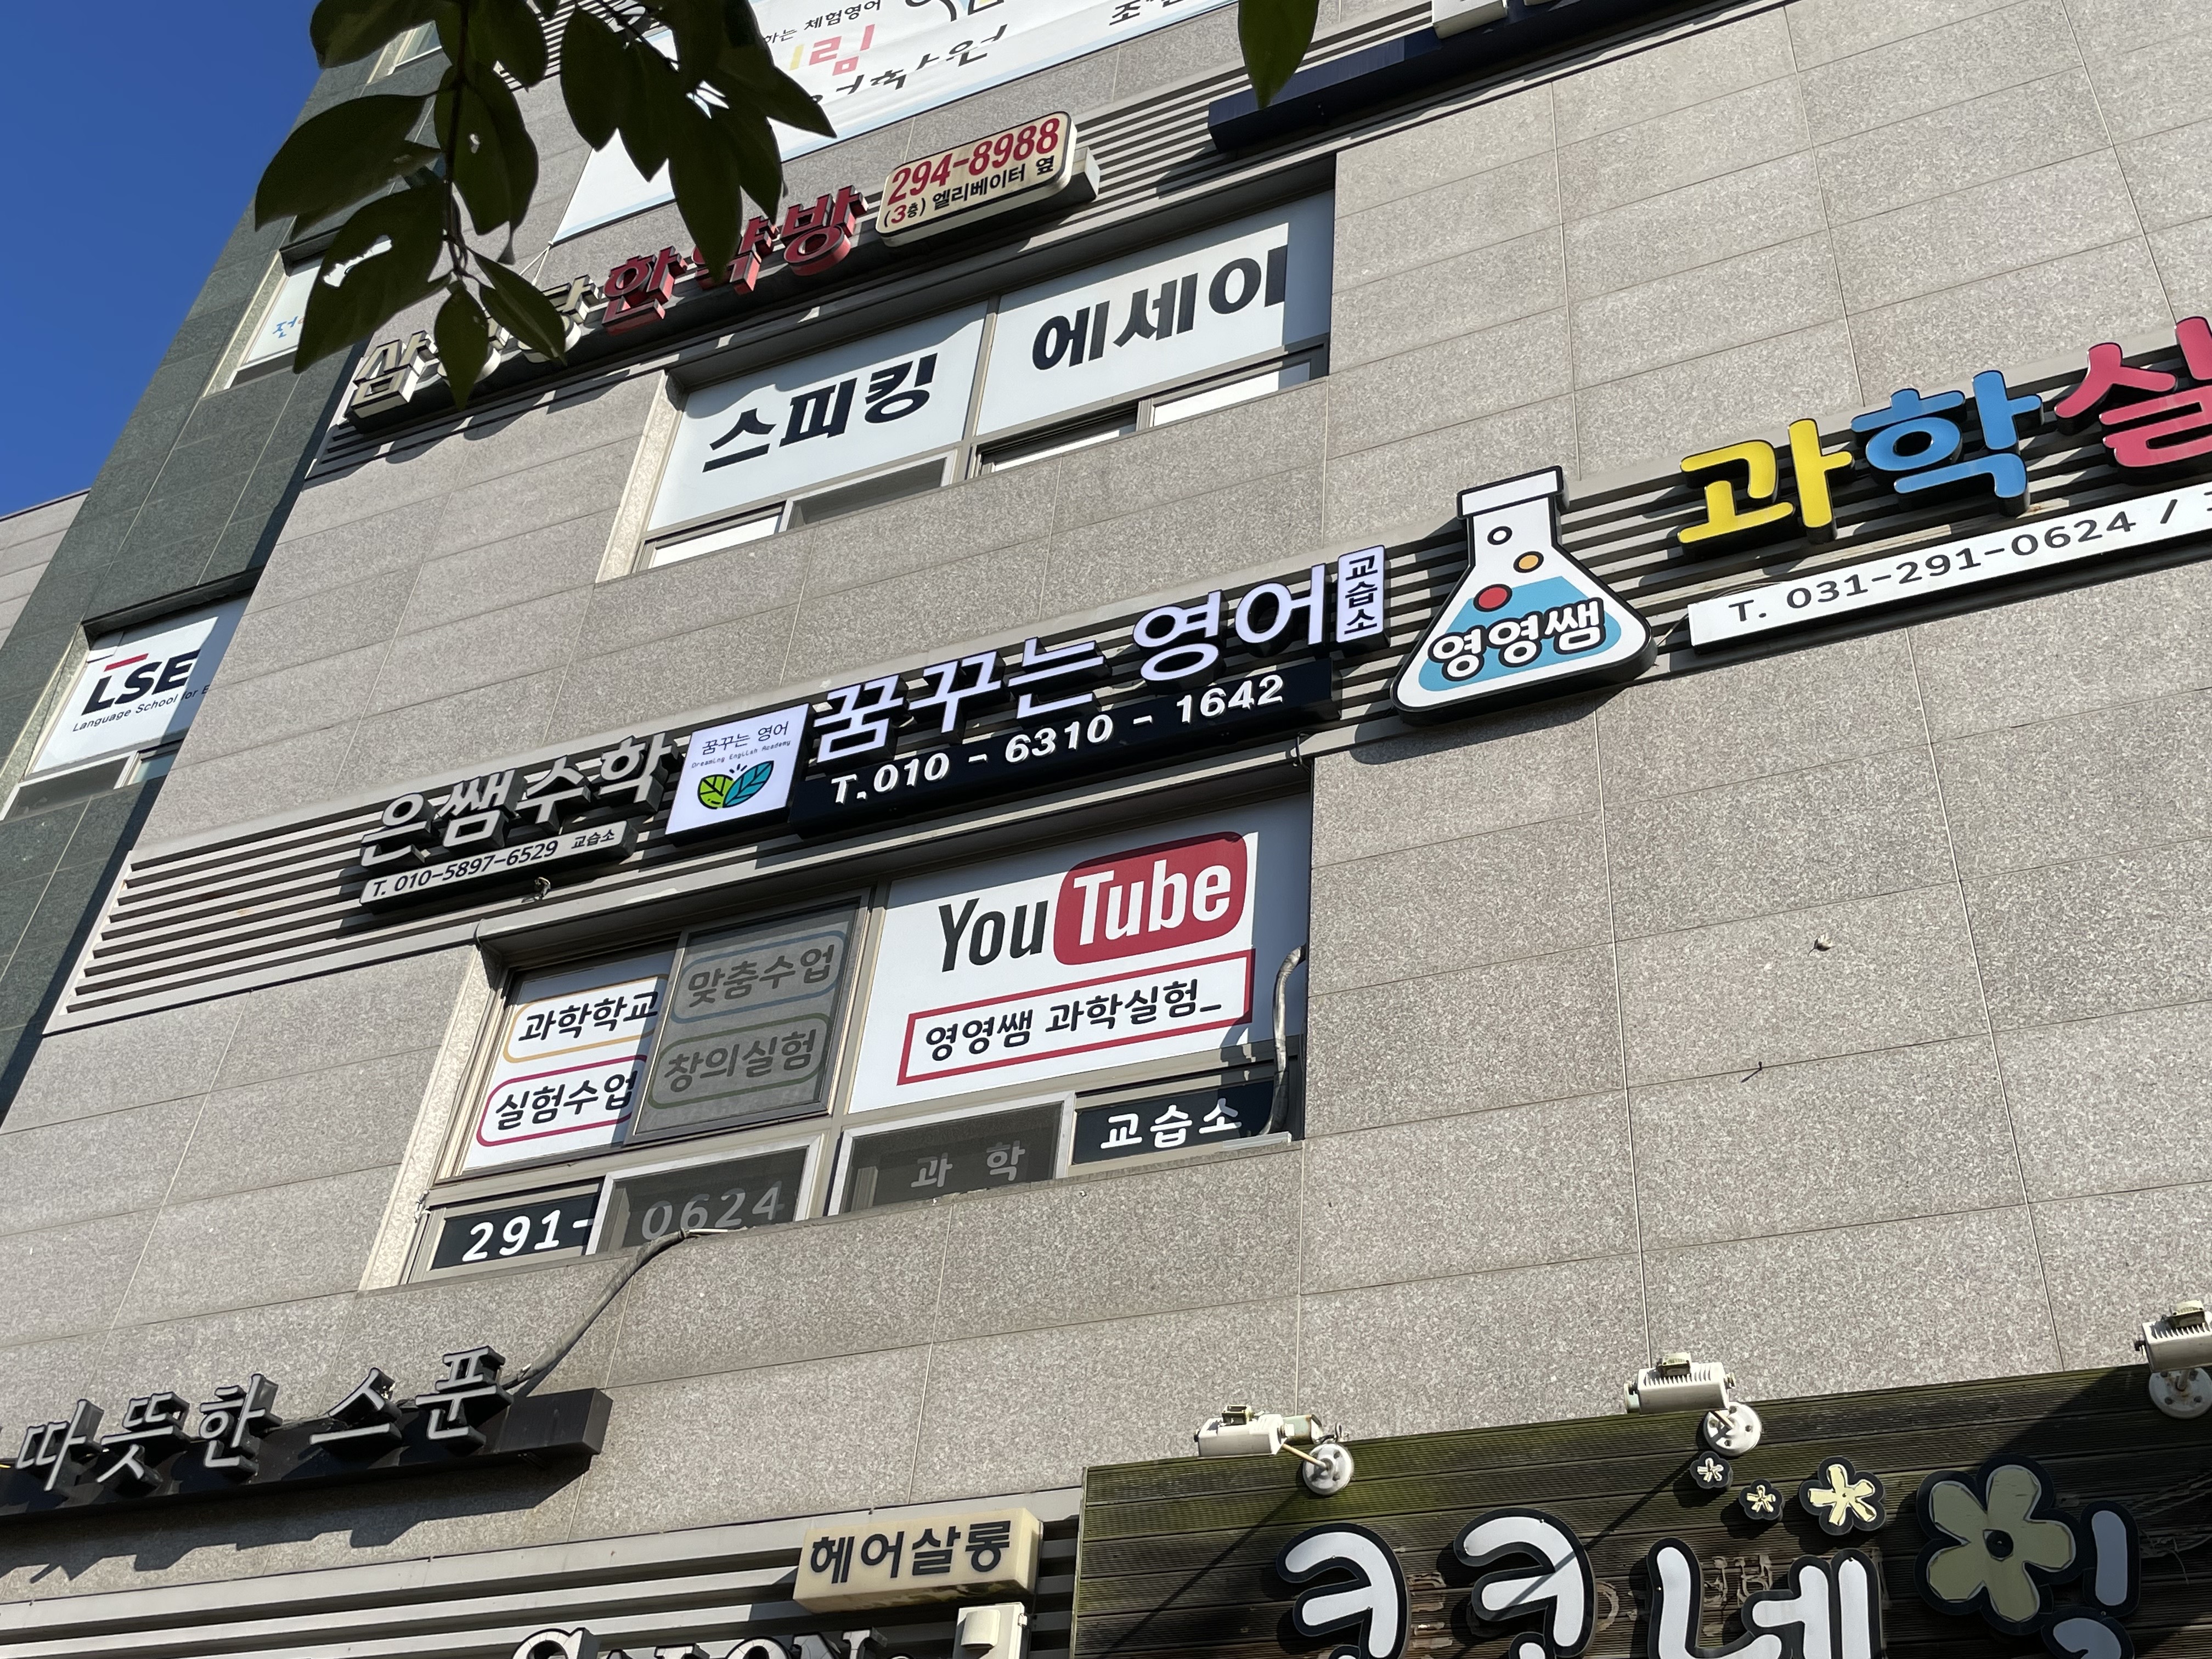 하는 체험영어
한약방
294-8988
(3층) 엘리베이터 옆
스피킹
에세이
LSE
Language School for
과학실
T. 031-291-0624 /
영영쌤
꿈꾸는 영어 교습소
T.010 - 6310 - 1642
꿈꾸는 영어
Dreaming English Academy
은쌤수학
T. 010-5897-6529 교습소
YouTube
영영쌤 과학실험_
과학학교
맞춤수업
실험수업
창의실험
291-0624
과 학 교습소
따뜻한 스푼
헤어살롱
SALON
코코네